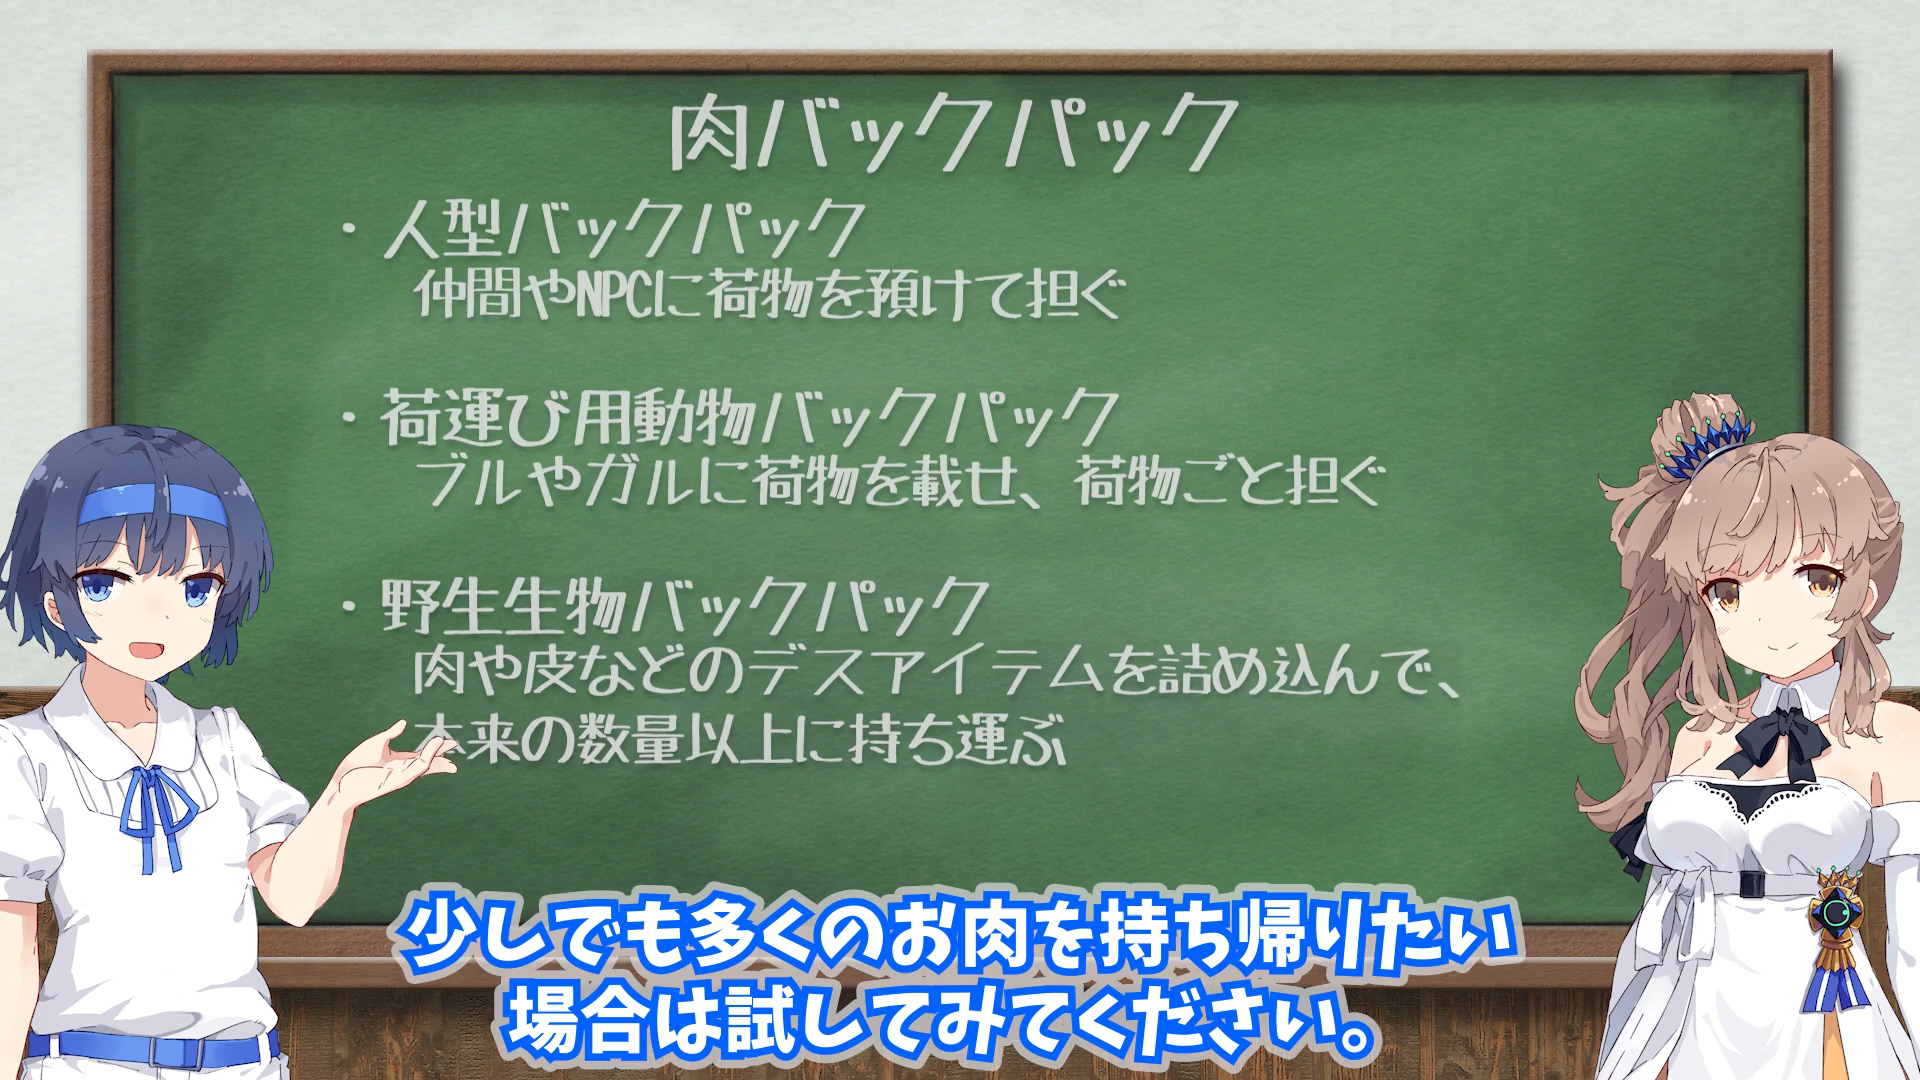 肉バックパック
・人型バックパック
仲間やNPCに荷物を預けて担ぐ
・荷運び用動物バックパック
ブルやガルに荷物を載せ、荷物ごと担ぐ
・野生生物バックパック
肉や皮などのデスアイテムを詰め込んで、
本来の数量以上に持ち運ぶ
少しでも多くのお肉を持ち帰りたい
場合は試してみてください。